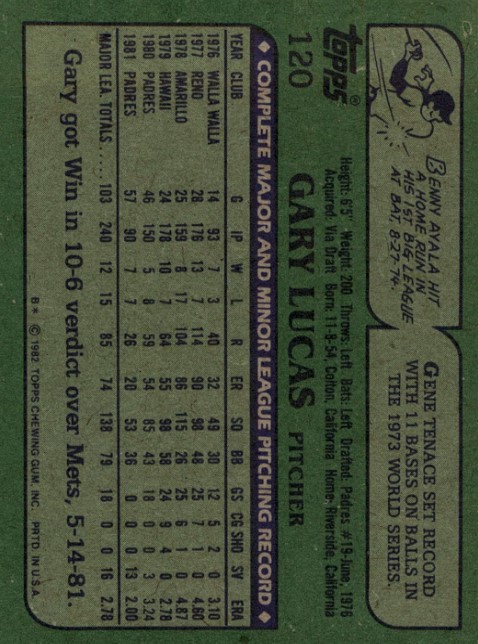 topps®
120
GARY LUCAS PITCHER
Height: 6'5" Weight: 200 Throws: Left Bats: Left Drafted: Padres #19-June, 1976
Acquired: Via Draft Born: 11-8-54, Colton, California Home: Riverside, California
◆ COMPLETE MAJOR AND MINOR LEAGUE PITCHING RECORD ◆
YEAR CLUB G IP W L R ER SO BB GS CG SHO SV ERA
1976 WALLA WALLA 14 93 7 3 40 32 49 30 12 5 2 0 3.10
1977 RENO 28 176 13 7 114 90 98 48 25 7 1 0 4.60
1978 AMARILLO 25 159 8 17 104 86 115 26 25 6 1 0 4.87
1979 HAWAII 24 178 10 7 64 55 98 58 24 9 4 0 2.78
1980 PADRES 46 150 5 8 59 54 85 43 18 0 0 3 3.24
1981 PADRES 57 90 7 7 26 20 53 36 0 0 0 13 2.00
MAJOR LEA. TOTALS..... 103 240 12 15 85 74 138 79 18 0 0 16 2.78
Gary got Win in 10-6 verdict over Mets, 5-14-81.
B* © 1982 TOPPS CHEWING GUM, INC. PRTD. IN U.S.A.
BENNY AYALA HIT
A HOME RUN IN
HIS 1ST BIG LEAGUE
AT BAT, 8-27-74.
GENE TENACE SET RECORD
WITH 11 BASES ON BALLS IN
THE 1973 WORLD SERIES.